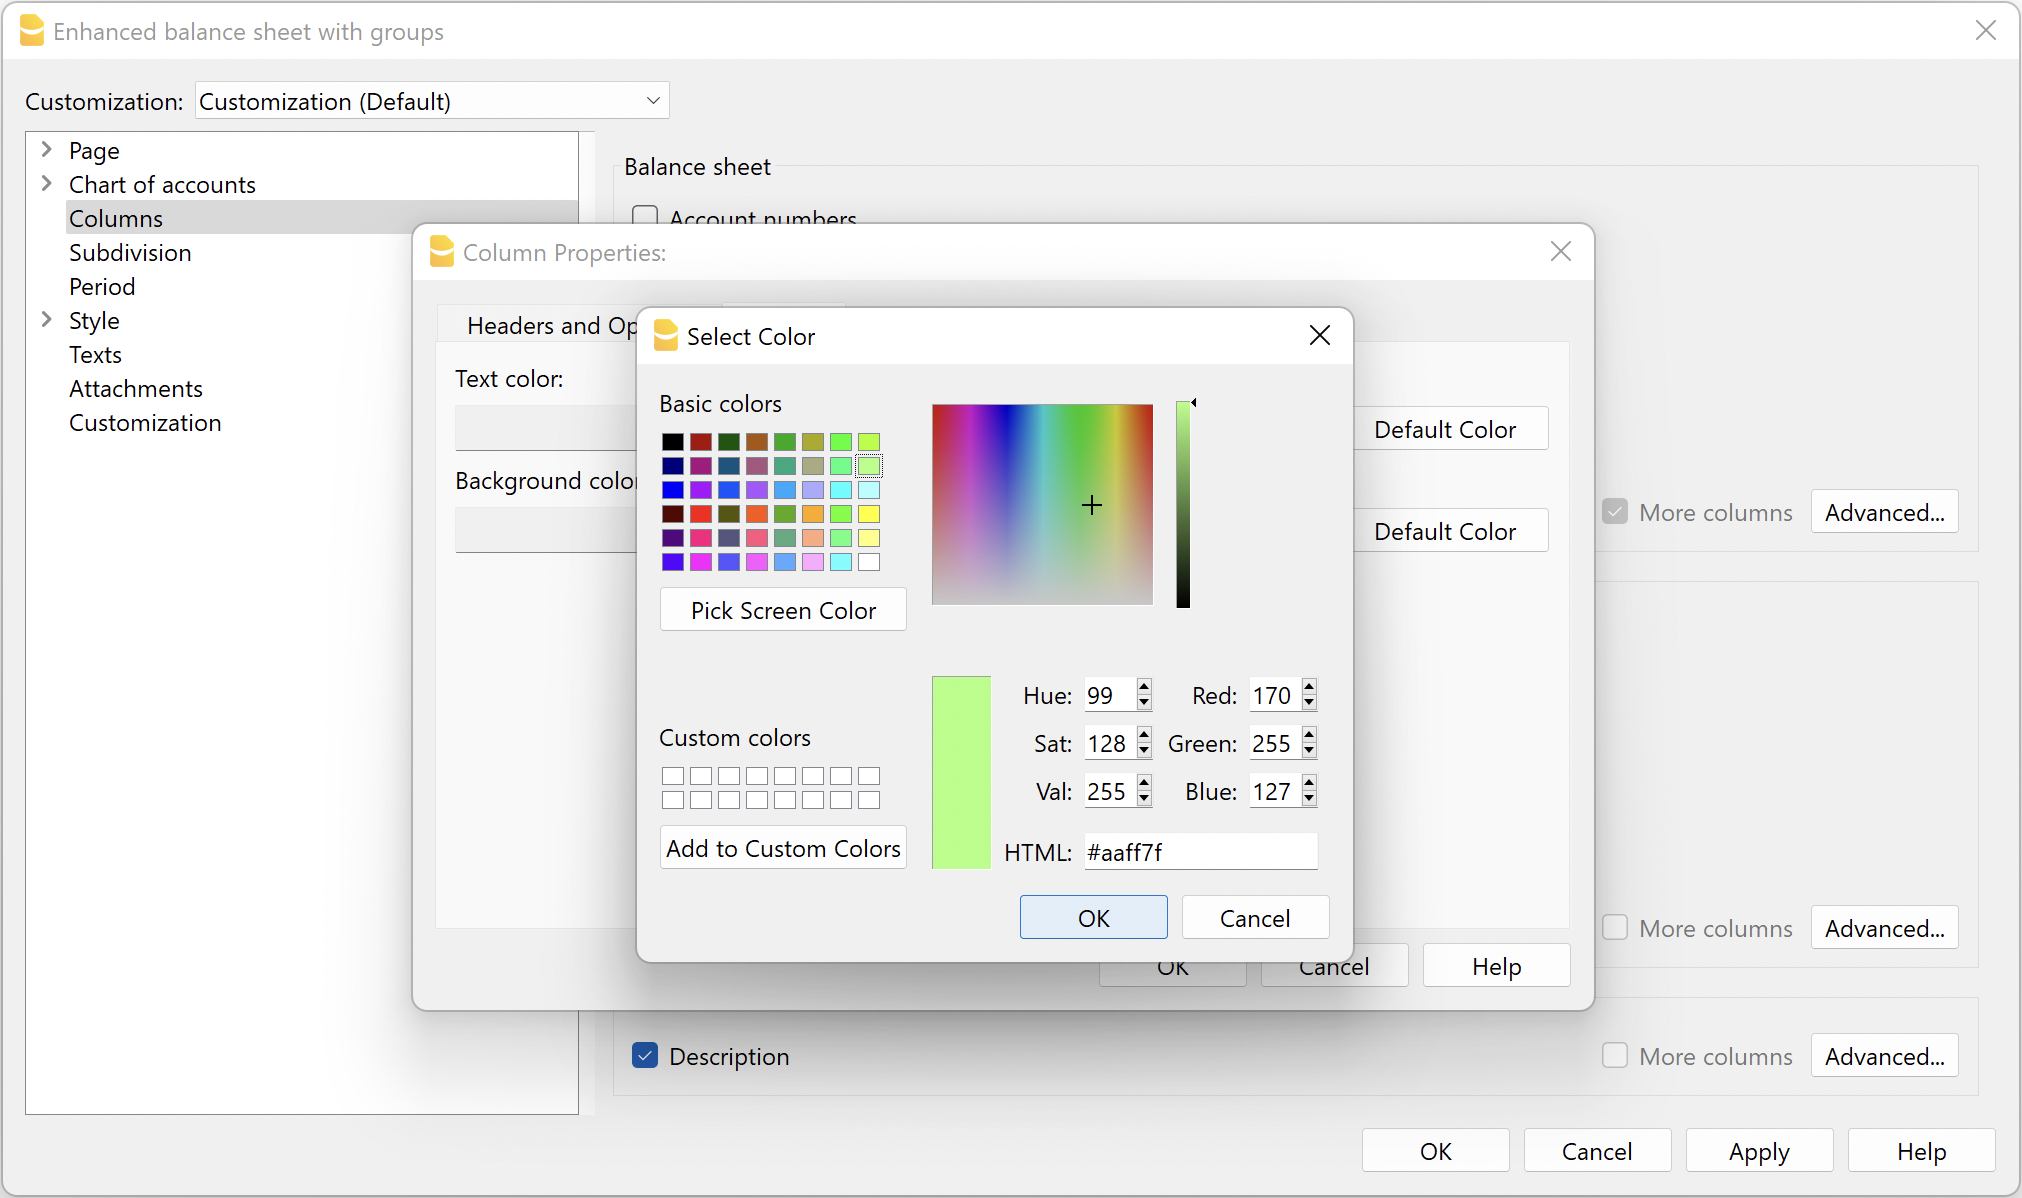 Enhanced balance sheet with groups
Customization: Customization (Default)
Page
Chart of accounts
Columns
Subdivision
Period
Style
Texts
Attachments
Customization
Balance sheet
Account numbers
More columns Advanced...
More columns Advanced...
Description More columns Advanced...
OK Cancel Apply Help
Column Properties:
Headers and Op
Text color:
Default Color
Background color
Default Color
OK Cancel Help
Select Color
Basic colors
Pick Screen Color
Custom colors
Add to Custom Colors
Hue: 99 Red: 170
Sat: 128 Green: 255
Val: 255 Blue: 127
HTML: #aaff7f
OK Cancel